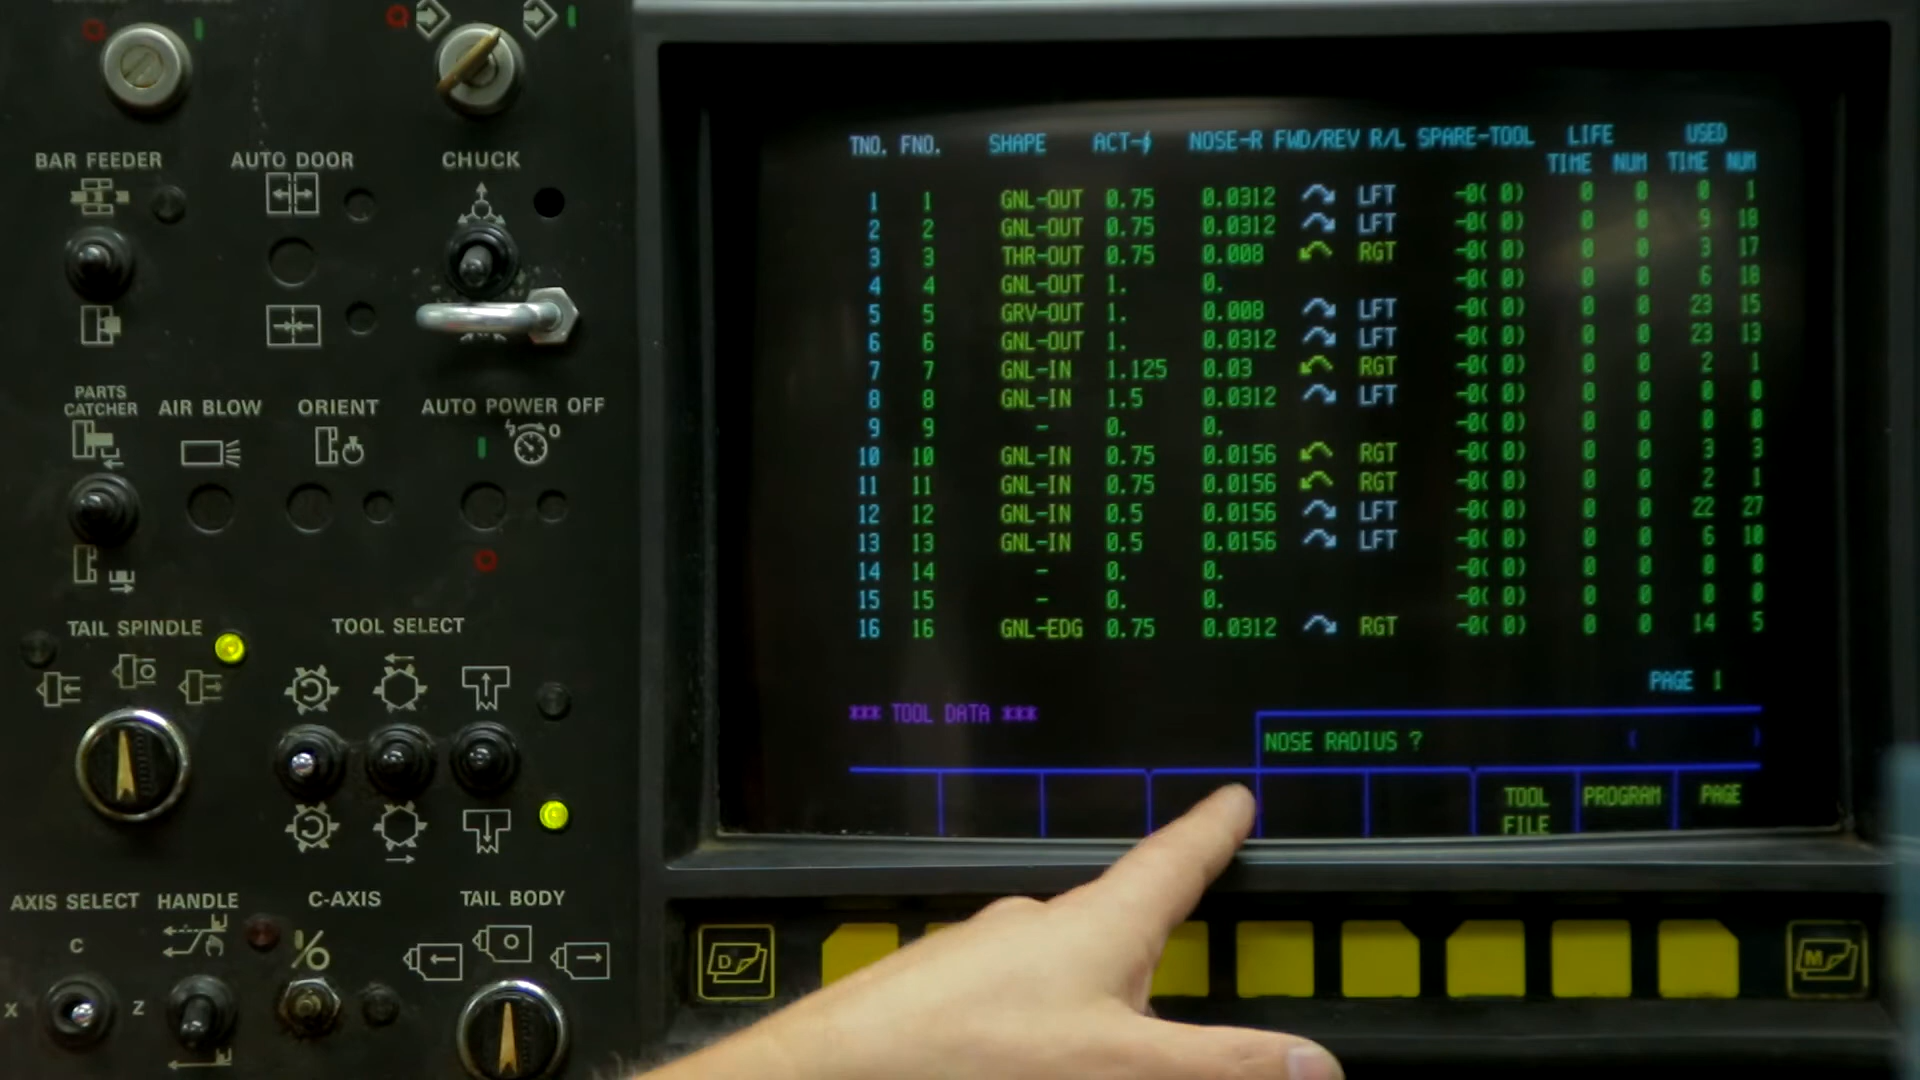 BAR FEEDER AUTO DOOR CHUCK
PARTS CATCHER AIR BLOW ORIENT AUTO POWER OFF
TAIL SPINDLE TOOL SELECT
AXIS SELECT HANDLE C-AXIS TAIL BODY
C
X Z
TNO. FNO. SHAPE ACT-φ NOSE-R FWD/REV R/L SPARE-TOOL LIFE USED
TIME NUM TIME NUM
1 1 GNL-OUT 0.75 0.0312 LFT -0( 0) 0 0 0 1
2 2 GNL-OUT 0.75 0.0312 LFT -0( 0) 0 0 9 18
3 3 THR-OUT 0.75 0.008 RGT -0( 0) 0 0 3 17
4 4 GNL-OUT 1. 0. -0( 0) 0 0 6 18
5 5 GRV-OUT 1. 0.008 LFT -0( 0) 0 0 23 15
6 6 GNL-OUT 1. 0.0312 LFT -0( 0) 0 0 23 13
7 7 GNL-IN 1.125 0.03 RGT -0( 0) 0 0 2 1
8 8 GNL-IN 1.5 0.0312 LFT -0( 0) 0 0 0 0
9 9 - 0. 0. -0( 0) 0 0 0 0
10 10 GNL-IN 0.75 0.0156 RGT -0( 0) 0 0 3 3
11 11 GNL-IN 0.75 0.0156 RGT -0( 0) 0 0 2 1
12 12 GNL-IN 0.5 0.0156 LFT -0( 0) 0 0 22 27
13 13 GNL-IN 0.5 0.0156 LFT -0( 0) 0 0 6 10
14 14 - 0. 0. -0( 0) 0 0 0 0
15 15 - 0. 0. -0( 0) 0 0 0 0
16 16 GNL-EDG 0.75 0.0312 RGT -0( 0) 0 0 14 5
PAGE 1
*** TOOL DATA ***
NOSE RADIUS ? ( )
TOOL FILE PROGRAM PAGE
D M